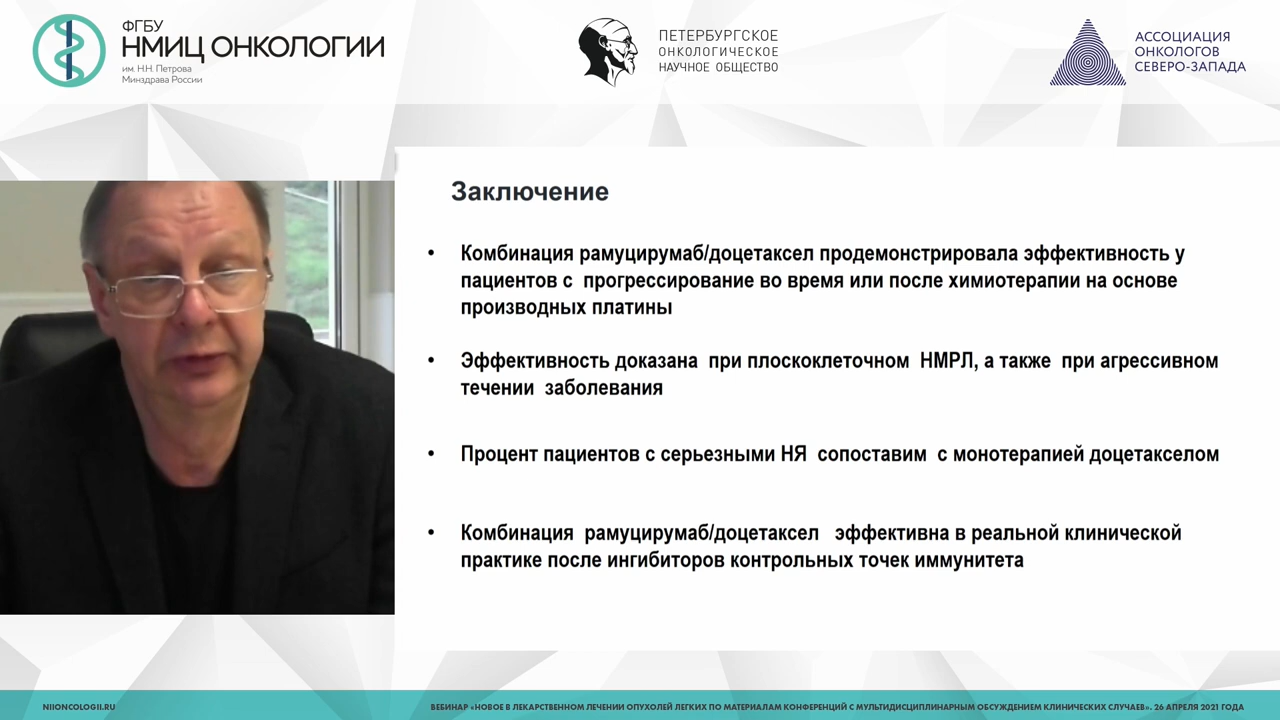 ФГБУ
НМИЦ ОНКОЛОГИИ
им. Н.Н. Петрова
Минздрава России
ПЕТЕРБУРГСКОЕ
ОНКОЛОГИЧЕСКОЕ
НАУЧНОЕ ОБЩЕСТВО
АССОЦИАЦИЯ
ОНКОЛОГОВ
СЕВЕРО-ЗАПАДА
Заключение
• Комбинация рамуцирумаб/доцетаксел продемонстрировала эффективность у
пациентов с прогрессирование во время или после химиотерапии на основе
производных платины
• Эффективность доказана при плоскоклеточном НМРЛ, а также при агрессивном
течении заболевания
• Процент пациентов с серьезными НЯ сопоставим с монотерапией доцетакселом
• Комбинация рамуцирумаб/доцетаксел эффективна в реальной клинической
практике после ингибиторов контрольных точек иммунитета
NIIONCOLOGII.RU
ВЕБИНАР «НОВОЕ В ЛЕКАРСТВЕННОМ ЛЕЧЕНИИ ОПУХОЛЕЙ ЛЕГКИХ ПО МАТЕРИАЛАМ КОНФЕРЕНЦИЙ С МУЛЬТИДИСЦИПЛИНАРНЫМ ОБСУЖДЕНИЕМ КЛИНИЧЕСКИХ СЛУЧАЕВ». 26 АПРЕЛЯ 2021 ГОДА